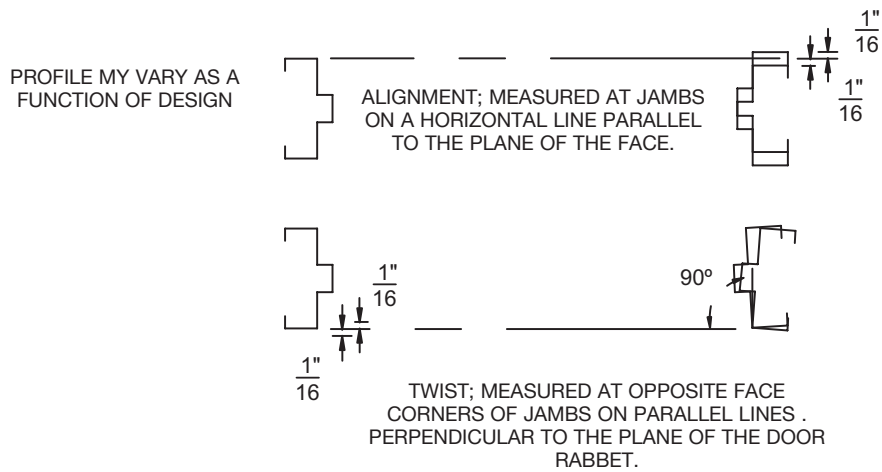 PROFILE MY VARY AS A
FUNCTION OF DESIGN
ALIGNMENT; MEASURED AT JAMBS
ON A HORIZONTAL LINE PARALLEL
TO THE PLANE OF THE FACE.
1"
16
1"
16
1"
16
1"
16
90º
TWIST; MEASURED AT OPPOSITE FACE
CORNERS OF JAMBS ON PARALLEL LINES .
PERPENDICULAR TO THE PLANE OF THE DOOR
RABBET.